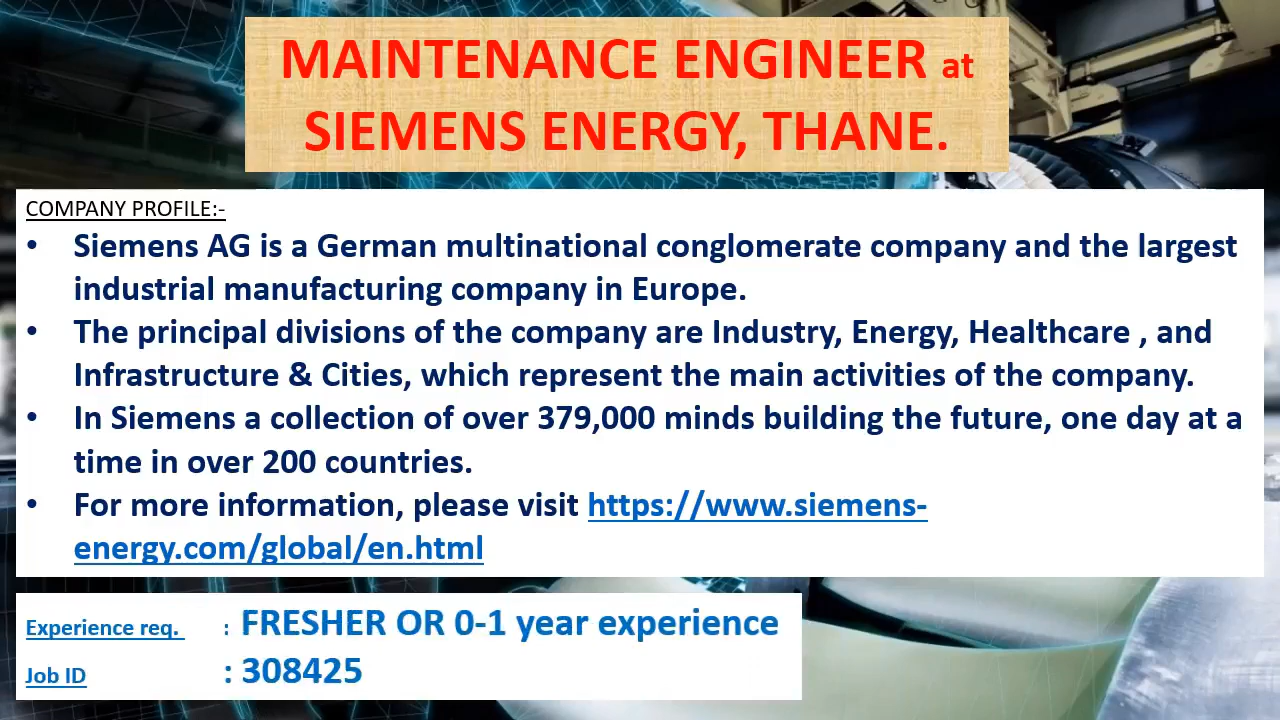 MAINTENANCE ENGINEER at
SIEMENS ENERGY, THANE.
COMPANY PROFILE:-
• Siemens AG is a German multinational conglomerate company and the largest
industrial manufacturing company in Europe.
• The principal divisions of the company are Industry, Energy, Healthcare , and
Infrastructure & Cities, which represent the main activities of the company.
• In Siemens a collection of over 379,000 minds building the future, one day at a
time in over 200 countries.
• For more information, please visit https://www.siemens-
energy.com/global/en.html
Experience req. : FRESHER OR 0-1 year experience
Job ID : 308425